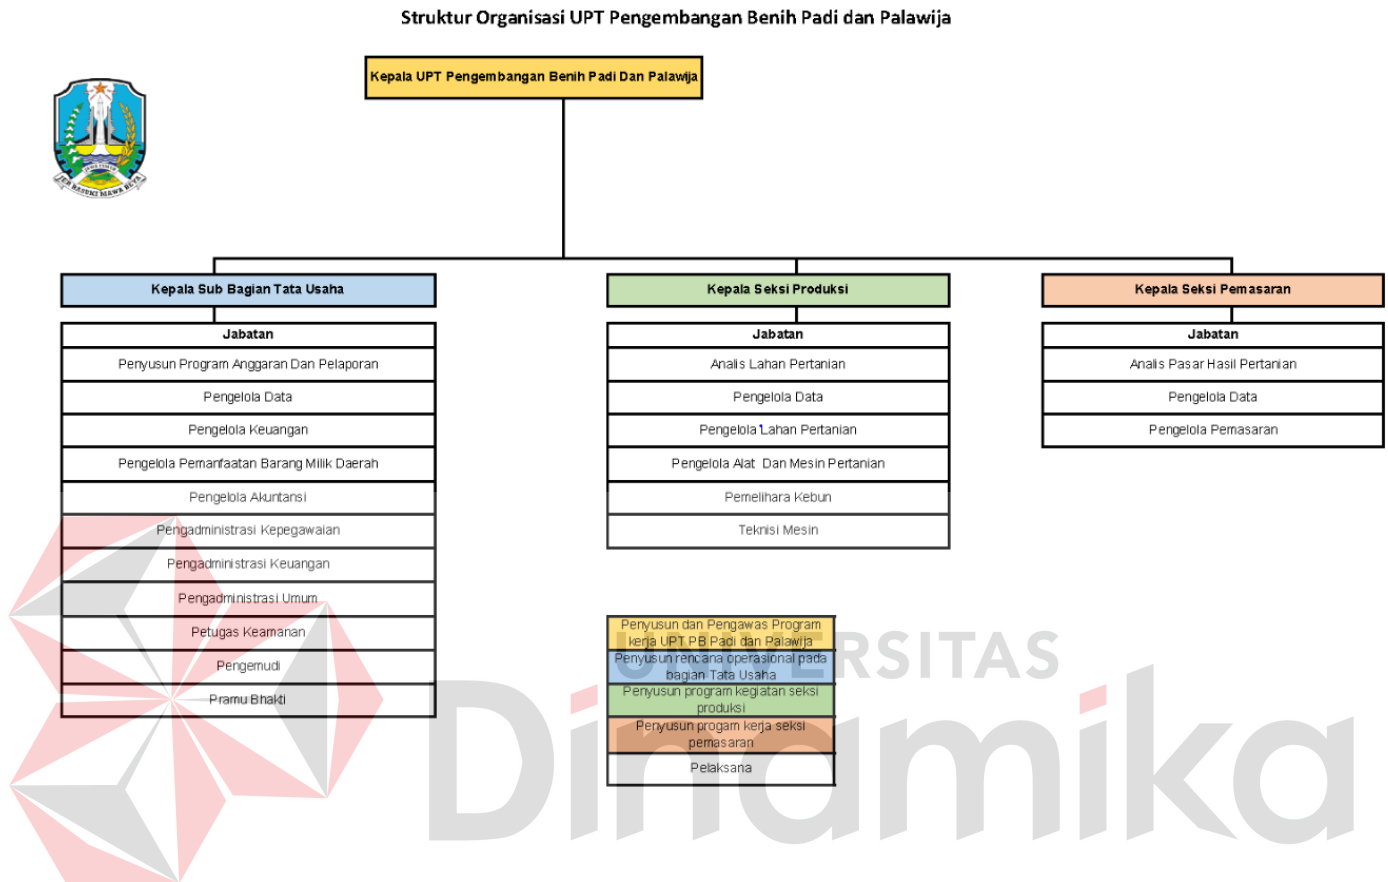 Struktur Organisasi UPT Pengembangan Benih Padi dan Palawija
Kepala UPT Pengembangan Benih Padi Dan Palawija
JAWA TIMUR
JER BASUKI MAWA BEYA
Kepala Sub Bagian Tata Usaha
Jabatan
Penyusun Program Anggaran Dan Pelaporan
Pengelola Data
Pengelola Keuangan
Pengelola Pemanfaatan Barang Milik Daerah
Pengelola Akuntansi
Pengadministrasi Kepegawaian
Pengadministrasi Keuangan
Pengadministrasi Umum
Petugas Keamanan
Pengemudi
Pramu Bhakti
Kepala Seksi Produksi
Jabatan
Analis Lahan Pertanian
Pengelola Data
Pengelola Lahan Pertanian
Pengelola Alat Dan Mesin Pertanian
Pemelihara Kebun
Teknisi Mesin
Kepala Seksi Pemasaran
Jabatan
Analis Pasar Hasil Pertanian
Pengelola Data
Pengelola Pemasaran
Penyusun dan Pengawas Program
kerja UPT PB Padi dan Palawija
Penyusun rencana operasional pada
bagian Tata Usaha
Penyusun program kegiatan seksi
produksi
Penyusun progam kerja seksi
pemasaran
Pelaksana
UNIVERSITAS
Dinamika